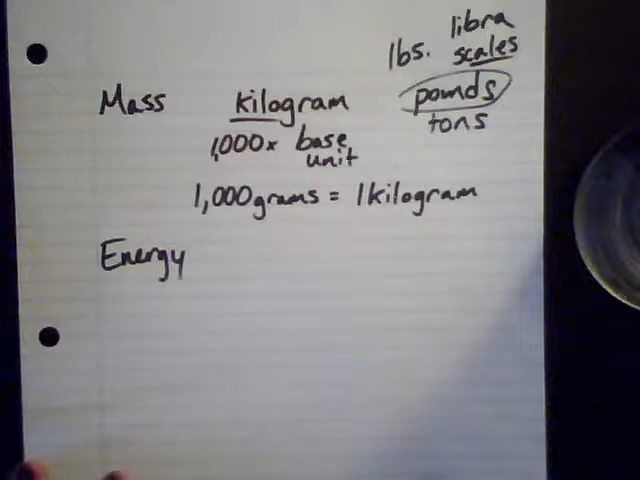 libra
lbs. scales
Mass kilogram pounds
tons
1,000x base unit
1,000 grams = 1 kilogram
Energy